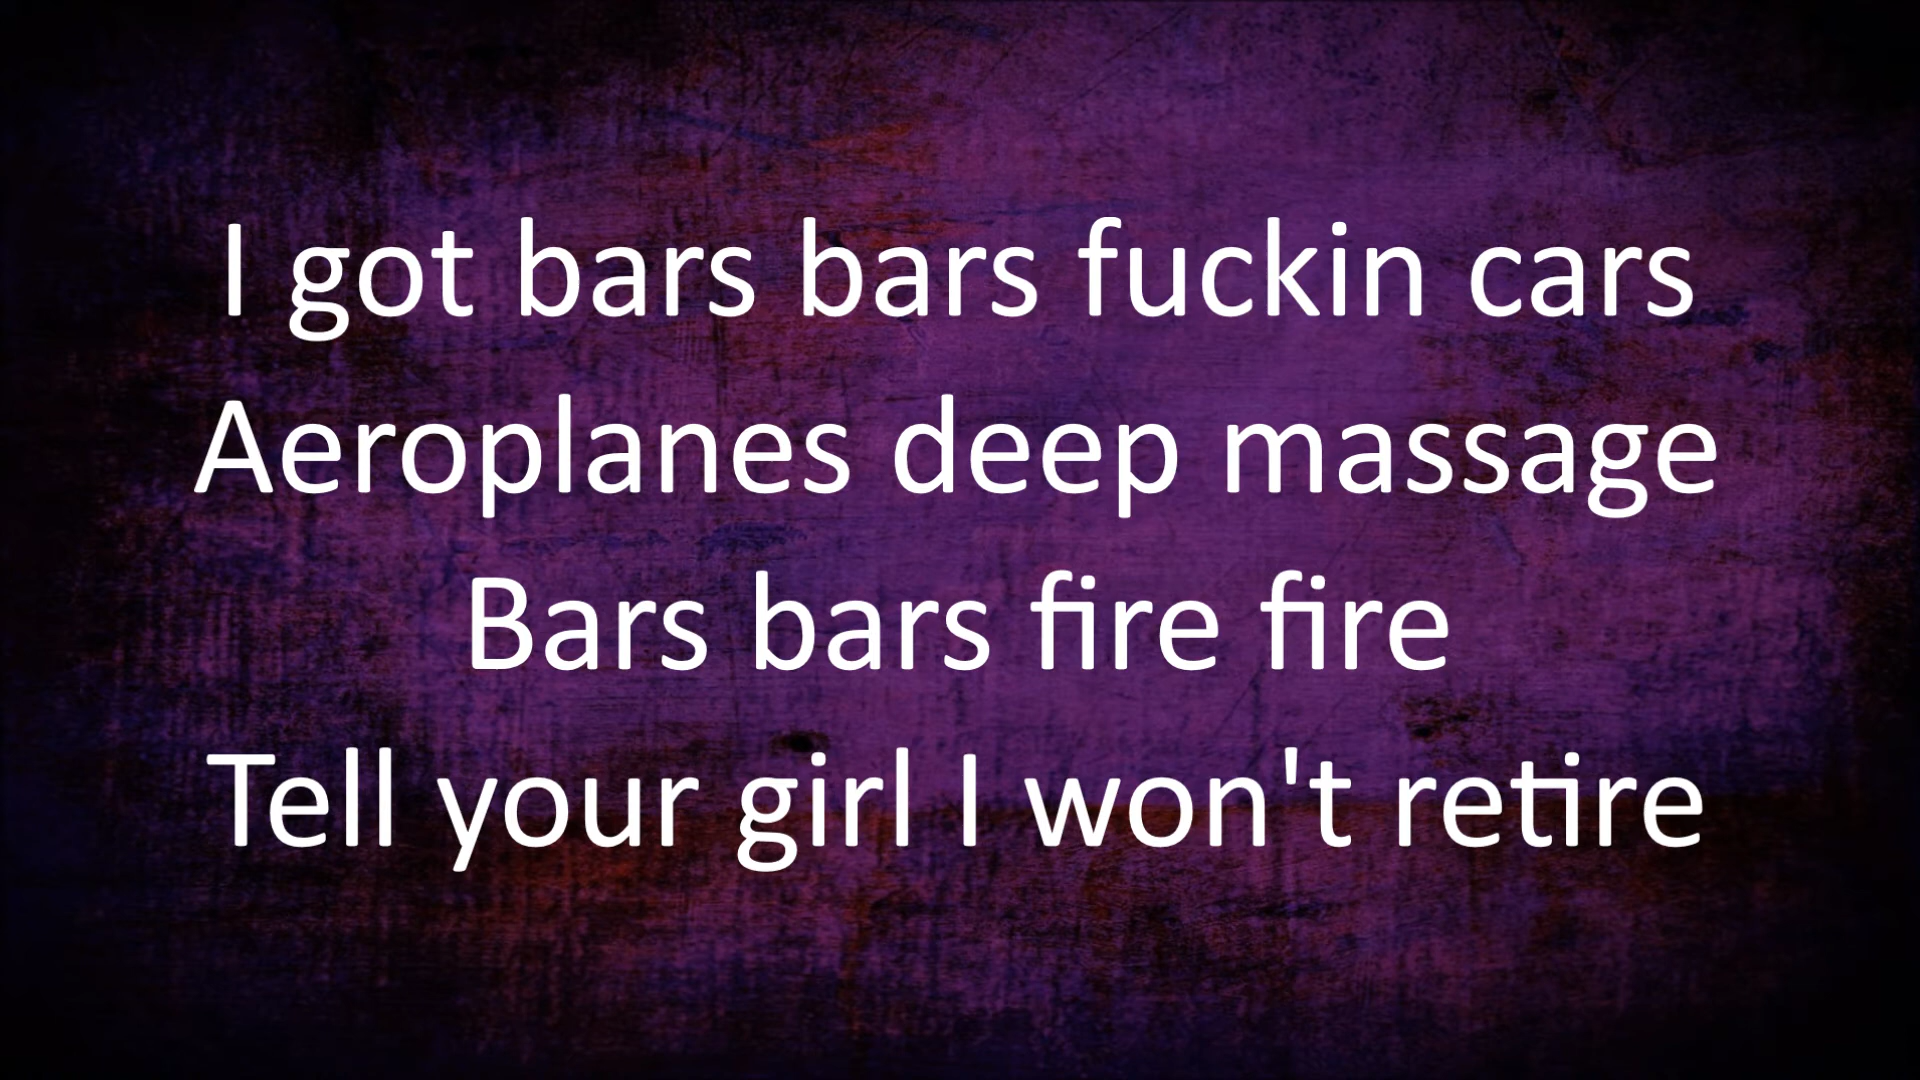 I got bars bars fuckin cars
Aeroplanes deep massage
Bars bars fire fire
Tell your girl I won't retire